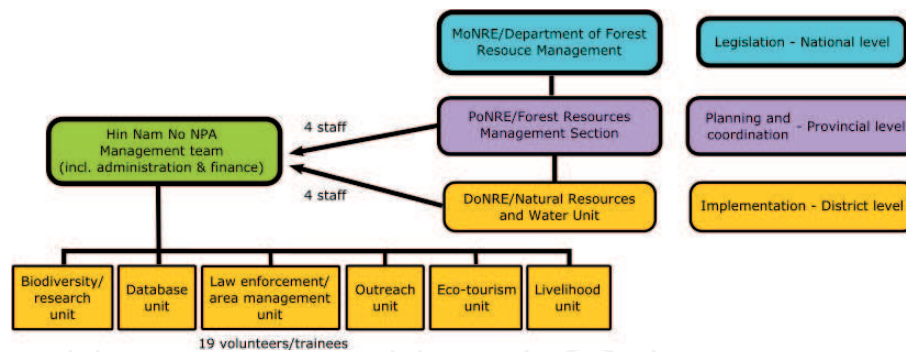 MoNRE/Department of Forest
Resouce Management
Legislation - National level
Hin Nam No NPA
Management team
(incl. administration & finance)
4 staff
PoNRE/Forest Resources
Management Section
Planning and
coordination - Provincial level
4 staff
DoNRE/Natural Resources
and Water Unit
Implementation - District level
Biodiversity/
research
unit
Database
unit
Law enforcement/
area management
unit
Outreach
unit
Eco-tourism
unit
Livelihood
unit
19 volunteers/trainees